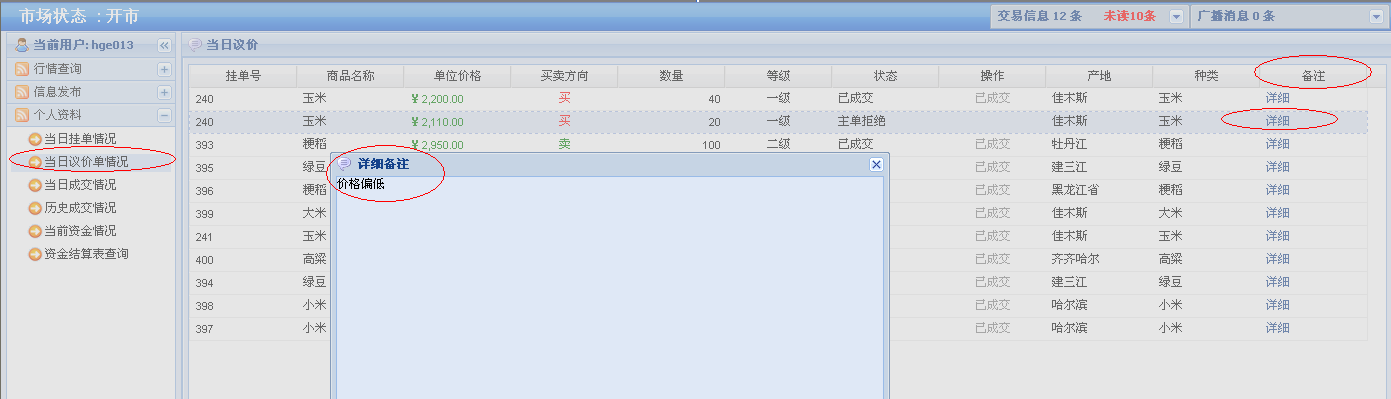 市场状态 : 开市
交易信息 12 条 未读10条 广播消息 0 条
当前用户: hge013
行情查询
信息发布
个人资料
当日挂单情况
当日议价单情况
当日成交情况
历史成交情况
当前资金情况
资金结算表查询
当日议价
挂单号 商品名称 单位价格 买卖方向 数量 等级 状态 操作 产地 种类 备注
240 玉米 ¥ 2,200.00 买 40 一级 已成交 已成交 佳木斯 玉米 详细
240 玉米 ¥ 2,110.00 买 20 一级 主单拒绝 佳木斯 玉米 详细
393 粳稻 ¥ 2,950.00 卖 100 二级 已成交 已成交 牡丹江 粳稻 详细
395 绿豆 已成交 建三江 绿豆 详细
396 粳稻 已成交 黑龙江省 粳稻 详细
399 大米 已成交 佳木斯 大米 详细
241 玉米 已成交 佳木斯 玉米 详细
400 高粱 已成交 齐齐哈尔 高粱 详细
394 绿豆 已成交 建三江 绿豆 详细
398 小米 已成交 哈尔滨 小米 详细
397 小米 已成交 哈尔滨 小米 详细
详细备注
价格偏低